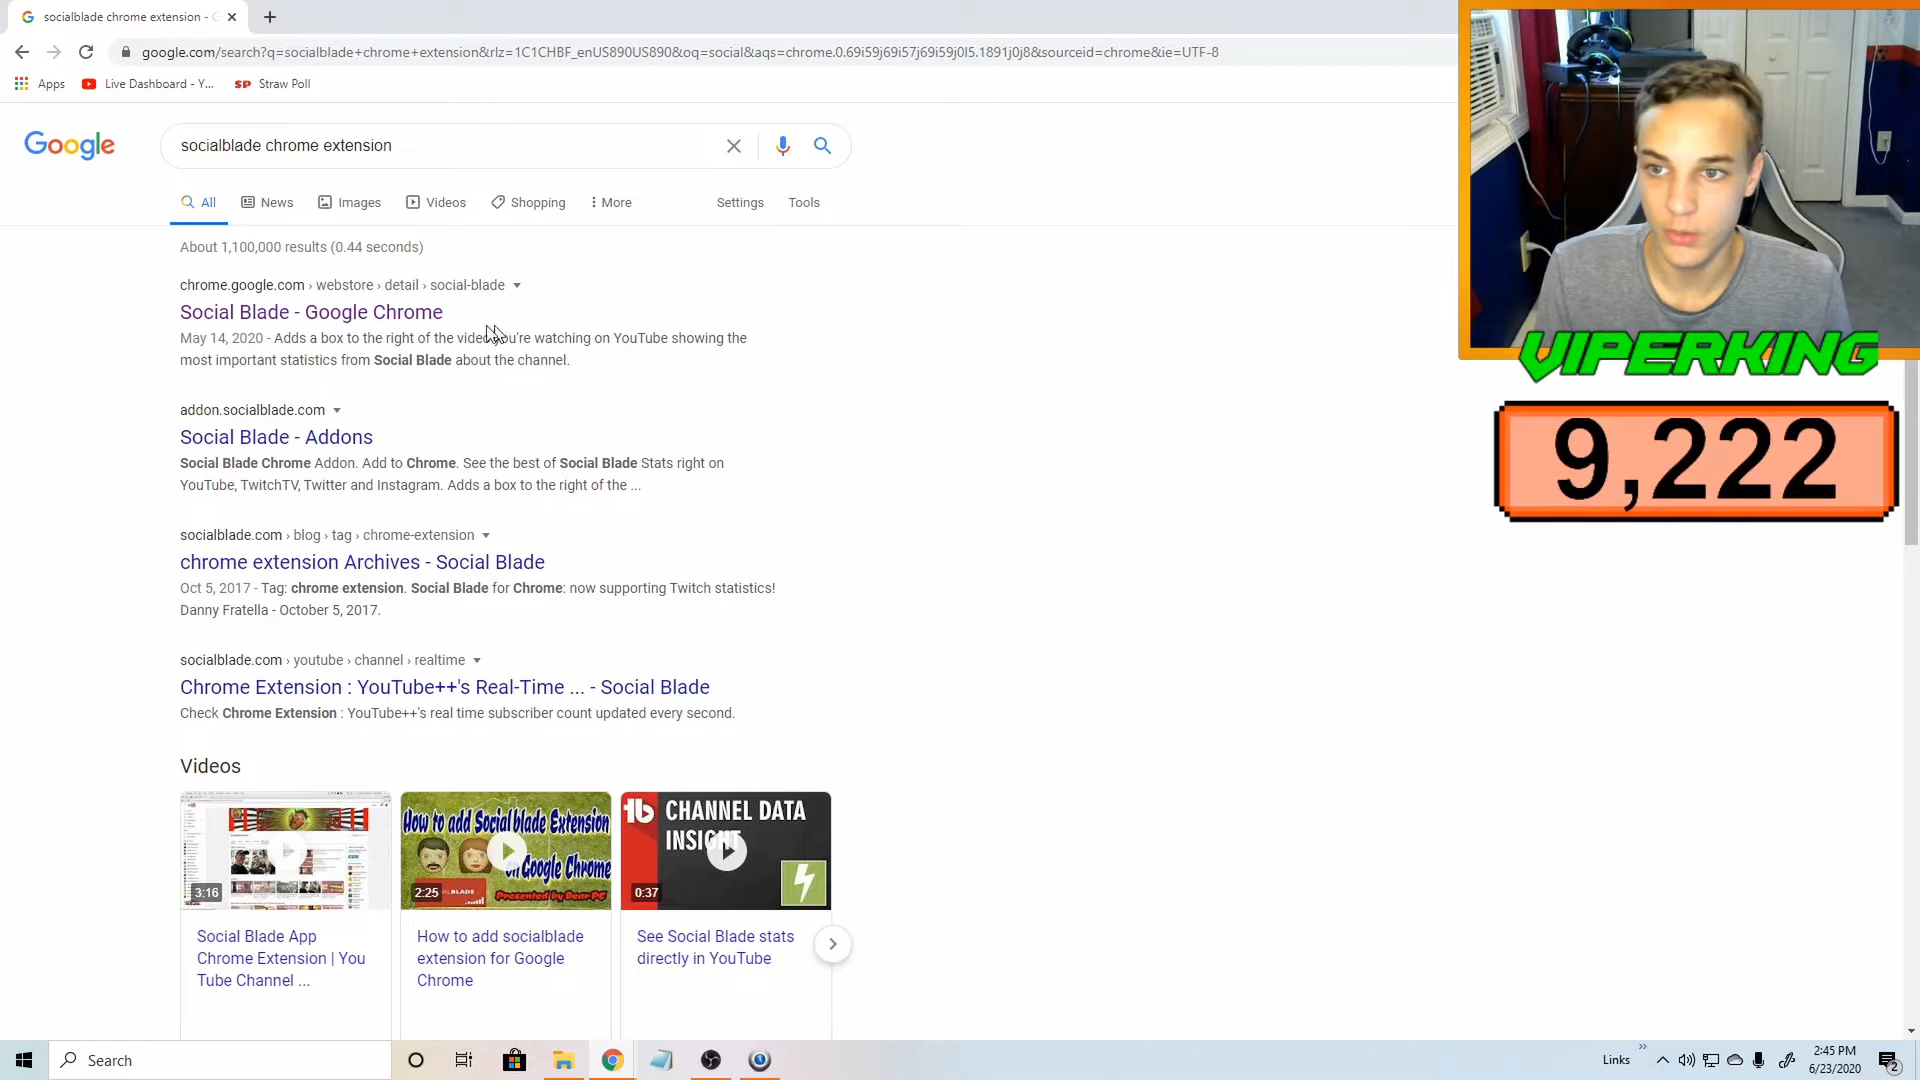 socialblade chrome extension - G
google.com/search?q=socialblade+chrome+extension&rlz=1C1CHBF_enUS890US890&oq=social&aqs=chrome.0.69i59j69i57j69i59j0l5.1891j0j8&sourceid=chrome&ie=UTF-8
Apps Live Dashboard - Y... SP Straw Poll
Google socialblade chrome extension
All News Images Videos Shopping More Settings Tools
About 1,100,000 results (0.44 seconds)
chrome.google.com › webstore › detail › social-blade
Social Blade - Google Chrome
May 14, 2020 - Adds a box to the right of the video you're watching on YouTube showing the
most important statistics from Social Blade about the channel.
addon.socialblade.com
Social Blade - Addons
Social Blade Chrome Addon. Add to Chrome. See the best of Social Blade Stats right on
YouTube, TwitchTV, Twitter and Instagram. Adds a box to the right of the ...
socialblade.com › blog › tag › chrome-extension
chrome extension Archives - Social Blade
Oct 5, 2017 - Tag: chrome extension. Social Blade for Chrome: now supporting Twitch statistics!
Danny Fratella - October 5, 2017.
socialblade.com › youtube › channel › realtime
Chrome Extension : YouTube++'s Real-Time ... - Social Blade
Check Chrome Extension : YouTube++'s real time subscriber count updated every second.
Videos
3:16
How to add Socialblade Extension
on Google Chrome
Presented by Dear PC
2:25
tb CHANNEL DATA
INSIGHT
0:37
Social Blade App
Chrome Extension | You
Tube Channel ...
How to add socialblade
extension for Google
Chrome
See Social Blade stats
directly in YouTube
VIPERKING
9,222
Search
Links
2:45 PM
6/23/2020
2